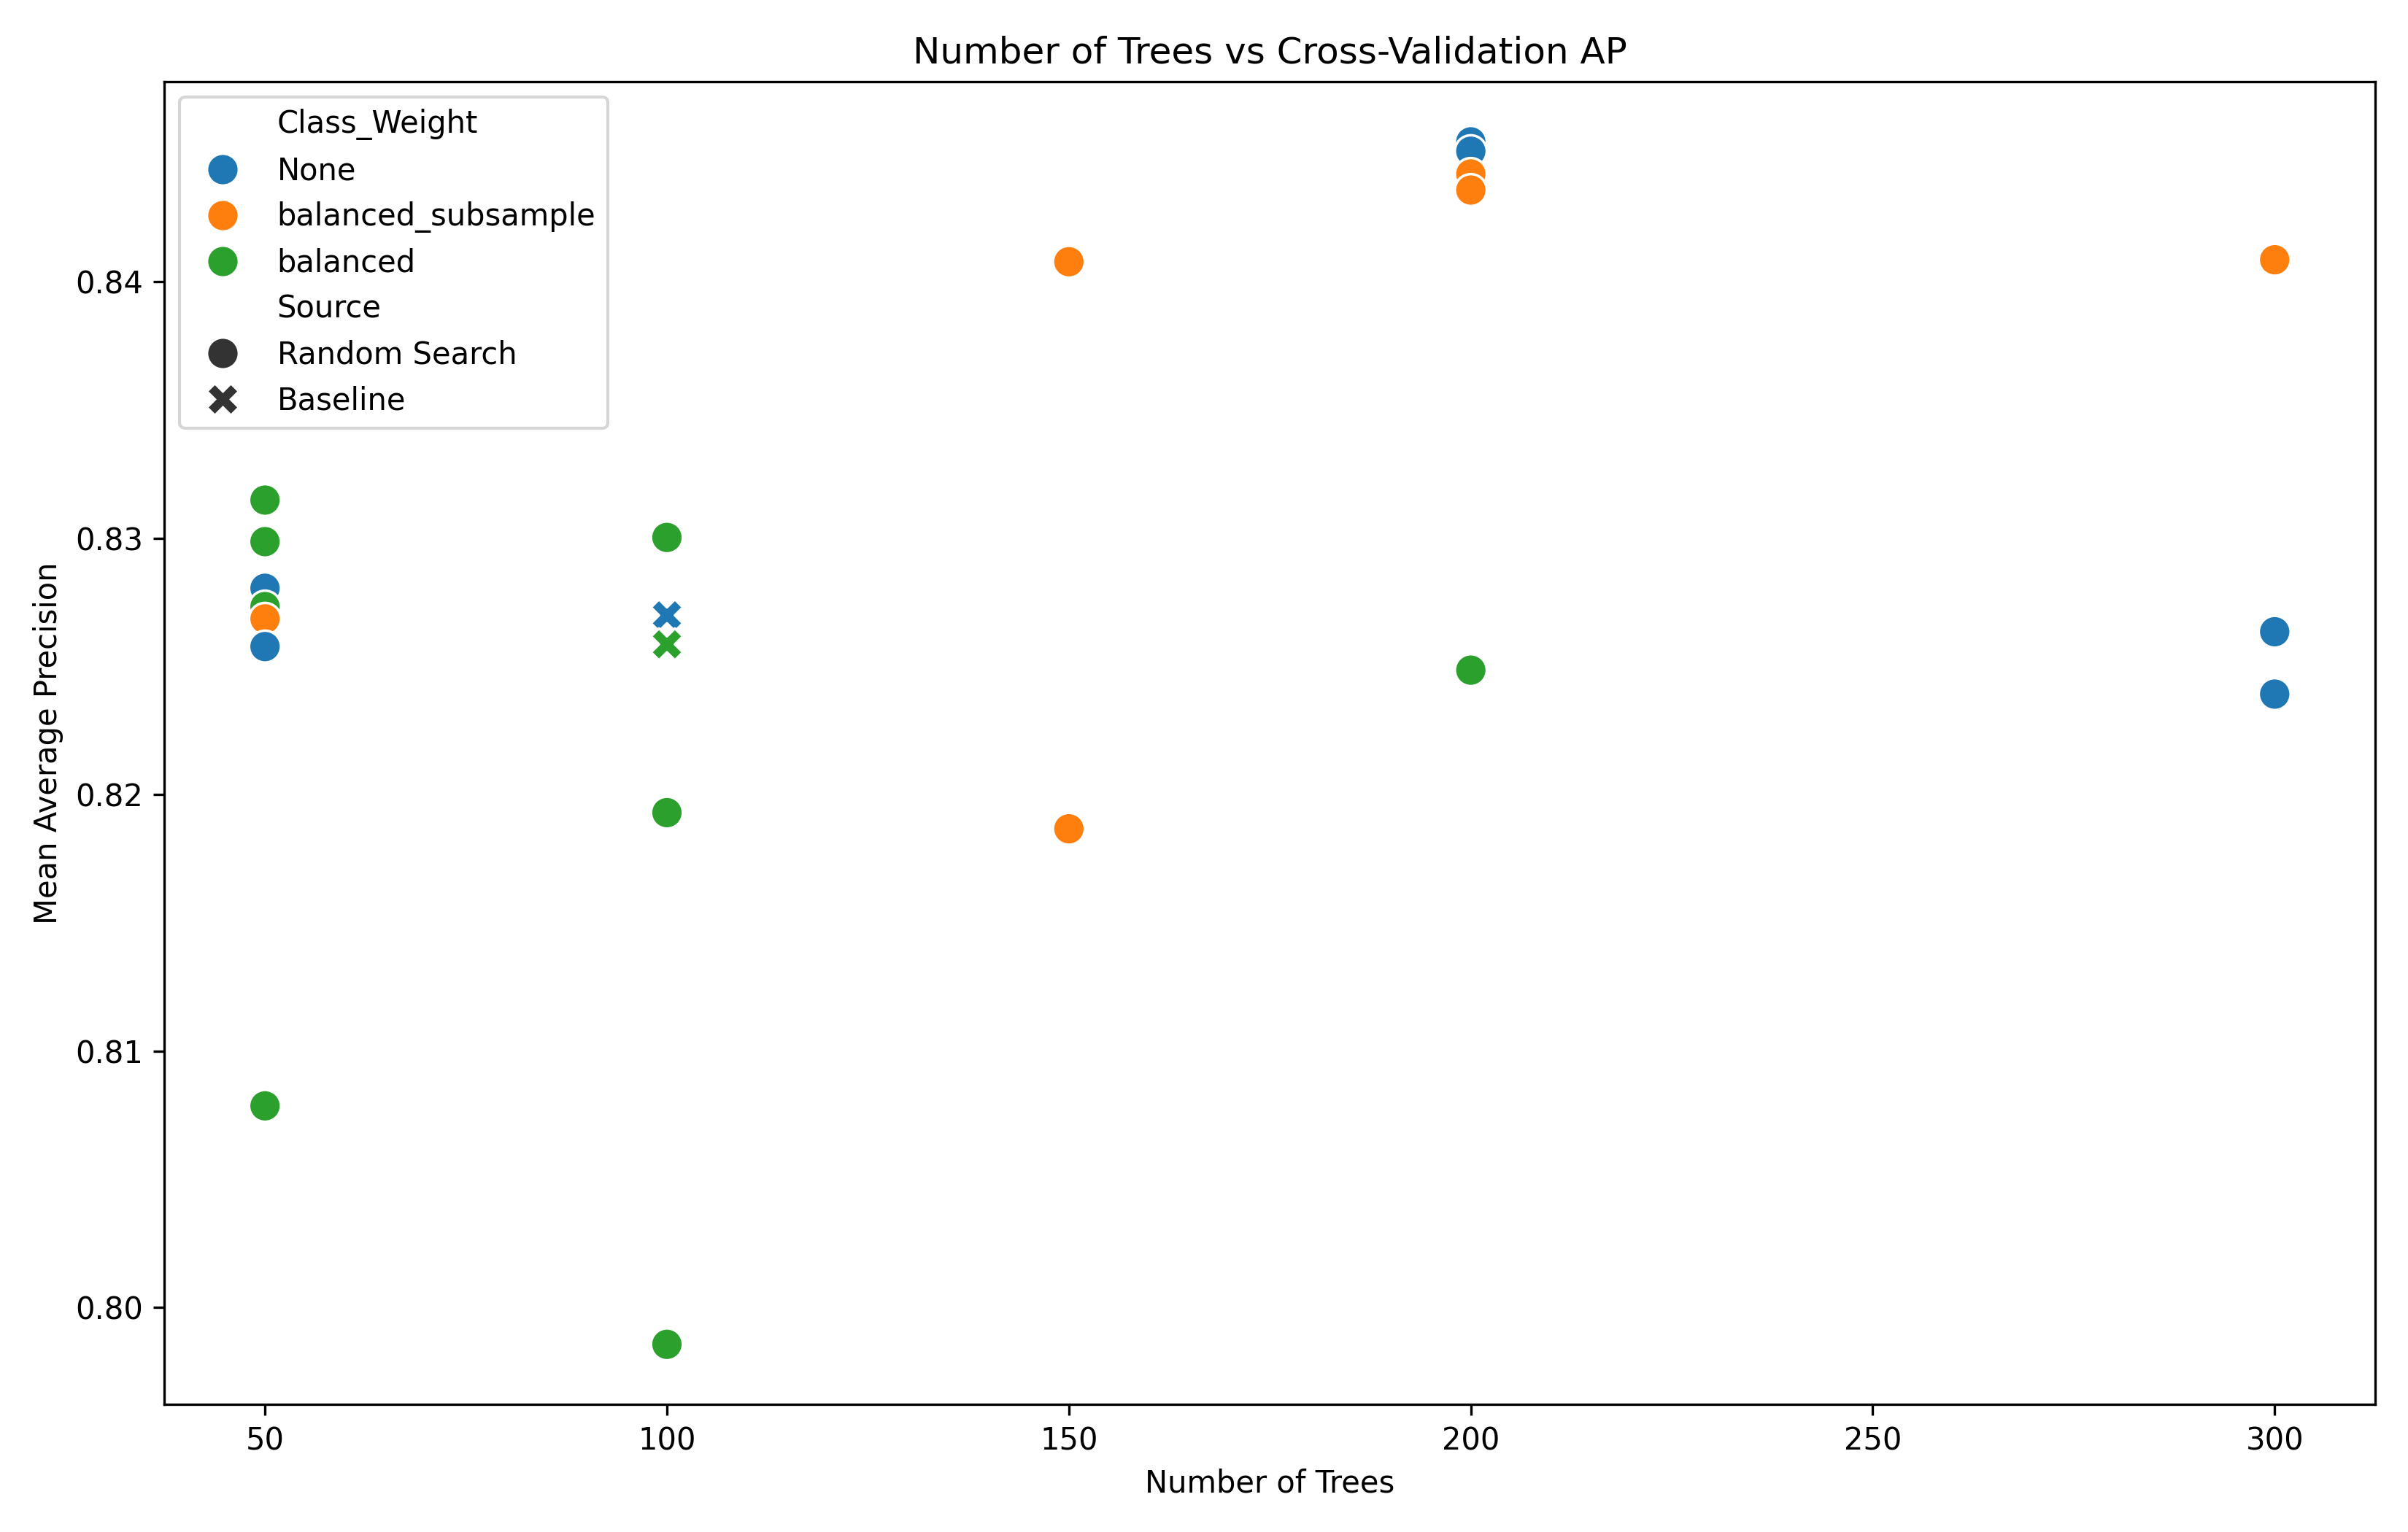 Number of Trees vs Cross-Validation AP
Class_Weight
None
balanced_subsample
balanced
Source
Random Search
Baseline
0.84
0.83
0.82
0.81
0.80
Mean Average Precision
50 100 150 200 250 300
Number of Trees